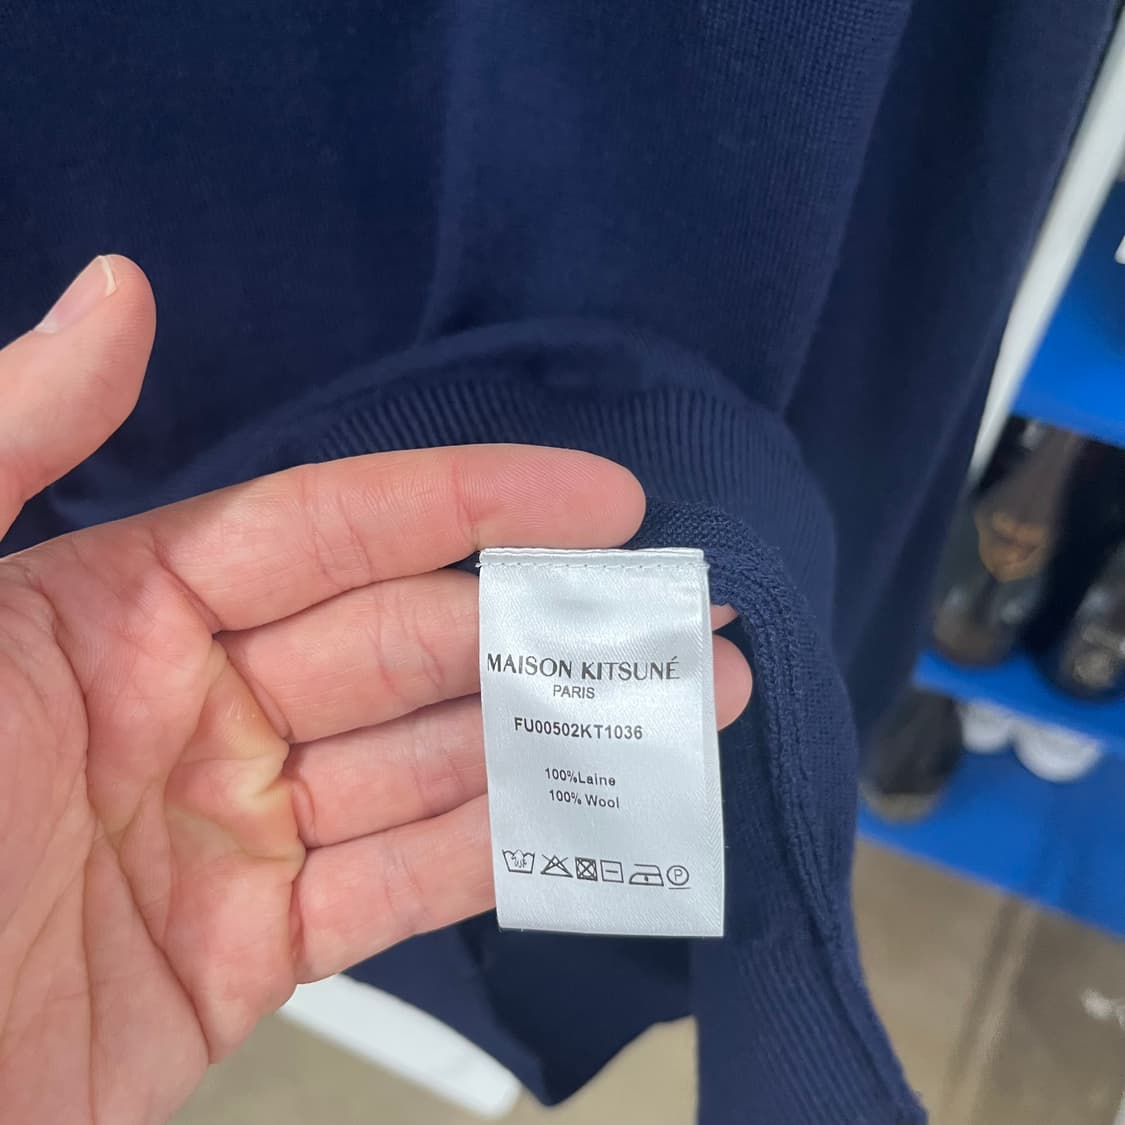 MAISON KITSUNÉ
PARIS
FU00502KT1036
100%Laine
100% Wool
P